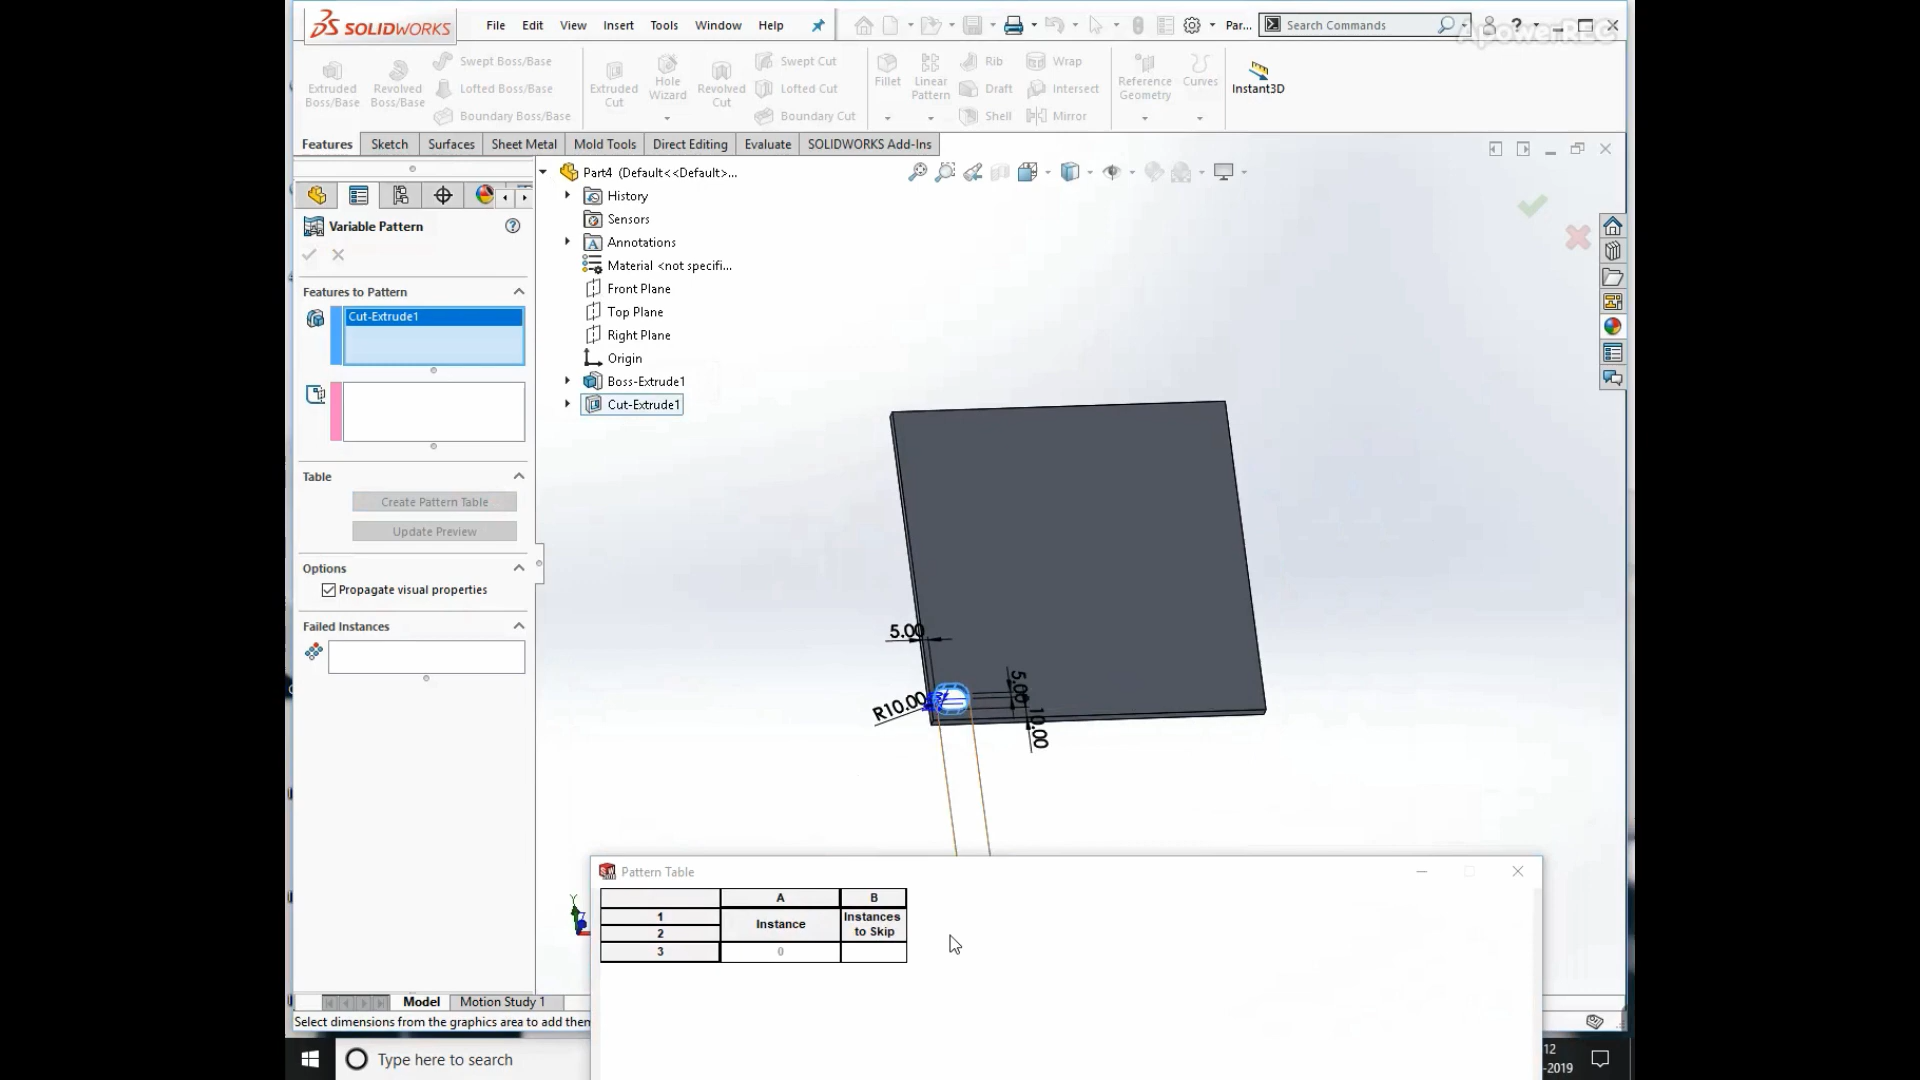 SOLIDWORKS
File Edit View Insert Tools Window Help
Par...
Search Commands
?
ApowerREC
Extruded Boss/Base
Revolved Boss/Base
Swept Boss/Base
Lofted Boss/Base
Boundary Boss/Base
Extruded Cut
Hole Wizard
Revolved Cut
Swept Cut
Lofted Cut
Boundary Cut
Fillet
Linear Pattern
Rib
Draft
Shell
Wrap
Intersect
Mirror
Reference Geometry
Curves
Instant3D
Features Sketch Surfaces Sheet Metal Mold Tools Direct Editing Evaluate SOLIDWORKS Add-Ins
Variable Pattern
?
Features to Pattern
Cut-Extrude1
Table
Create Pattern Table
Update Preview
Options
Propagate visual properties
Failed Instances
Part4 (Default<<Default>...
History
Sensors
Annotations
Material <not specifi...
Front Plane
Top Plane
Right Plane
Origin
Boss-Extrude1
Cut-Extrude1
5.00
R10.00
5.00
10.00
Y
Pattern Table
A B
1 Instance Instances to Skip
2
3 0
Model Motion Study 1
Select dimensions from the graphics area to add them
Type here to search
12
-2019